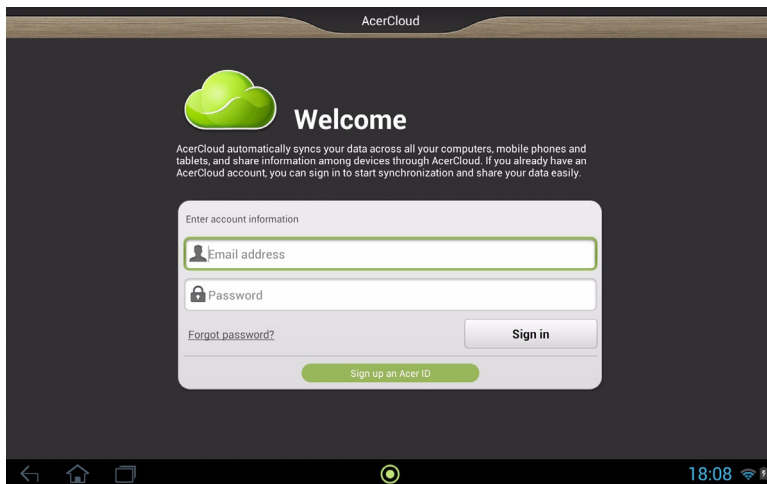 AcerCloud
Welcome
AcerCloud automatically syncs your data across all your computers, mobile phones and
tablets, and share information among devices through AcerCloud. If you already have an
AcerCloud account, you can sign in to start synchronization and share your data easily.
Enter account information
Email address
Password
Forgot password?
Sign in
Sign up an Acer ID
18:08